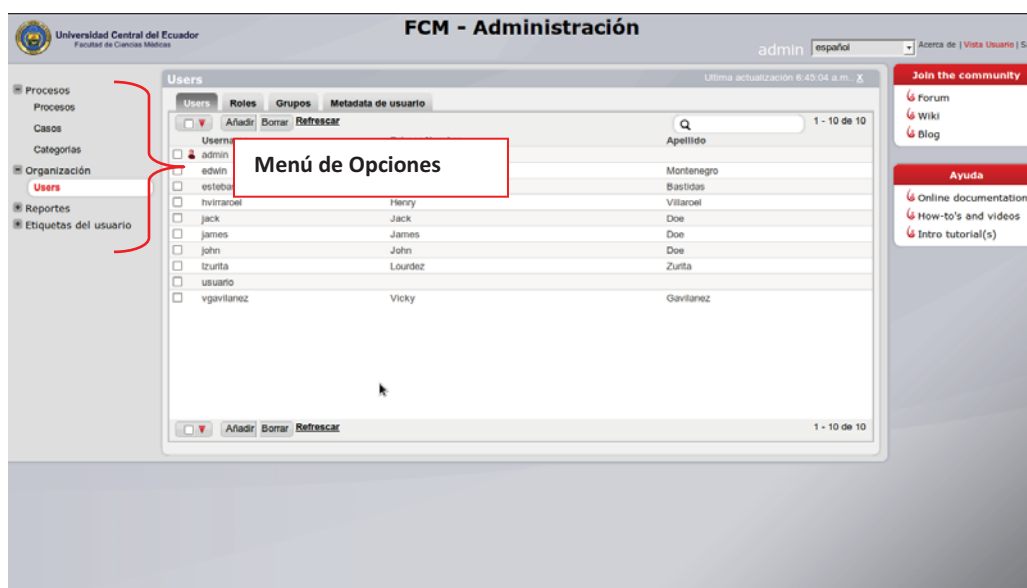 Universidad Central del Ecuador
Facultad de Ciencias Médicas
FCM - Administración
admin
español
Acerca de | Vista Usuario |
Procesos
Procesos
Casos
Categorías
Organización
Users
Reportes
Etiquetas del usuario
Users
Ultima actualización 6:45:04 a.m.. X
Users Roles Grupos Metadata de usuario
Añadir Borrar Refrescar
1 - 10 de 10
Apellido
admin
Menú de Opciones
edwin Montenegro
Bastidas
hvirraroel Henry Villaroel
jack Jack Doe
james James Doe
john John Doe
lzurita Lourdez Zurita
usuario
vgavilanez Vicky Gavilanez
Añadir Borrar Refrescar
1 - 10 de 10
Join the community
Forum
Wiki
Blog
Ayuda
Online documentation
How-to's and videos
Intro tutorial(s)